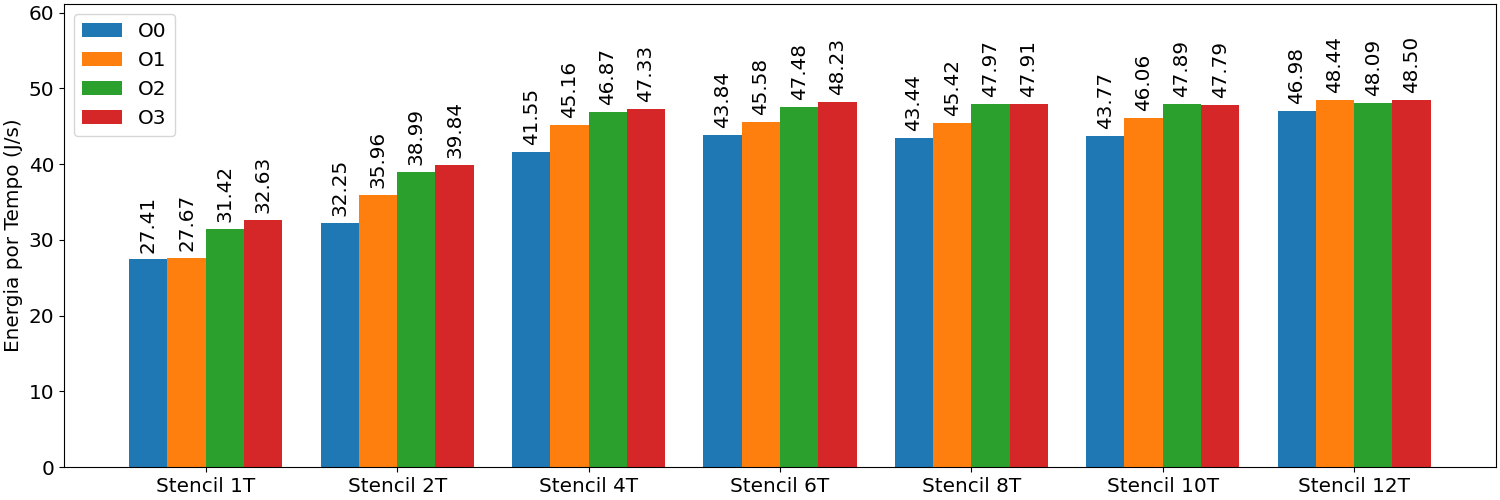 O0
O1
O2
O3
Energia por Tempo (J/s)
60
50
40
30
20
10
0
27.41 27.67 31.42 32.63
32.25 35.96 38.99 39.84
41.55 45.16 46.87 47.33
43.84 45.58 47.48 48.23
43.44 45.42 47.97 47.91
43.77 46.06 47.89 47.79
46.98 48.44 48.09 48.50
Stencil 1T Stencil 2T Stencil 4T Stencil 6T Stencil 8T Stencil 10T Stencil 12T